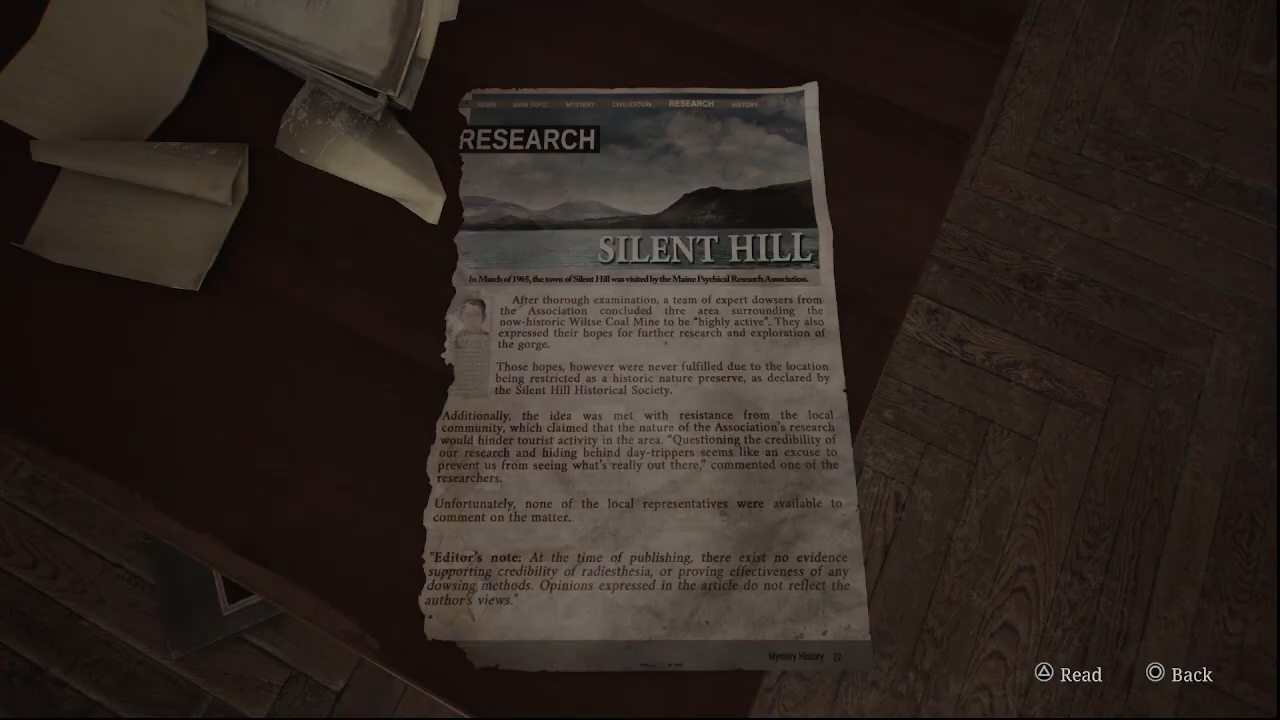 NEWS MAIN TOPIC MYSTERY CIVILIZATION RESEARCH HISTORY
RESEARCH
SILENT HILL
In March of 1965, the town of Silent Hill was visited by the Maine Psychical Research Association.
After thorough examination, a team of expert dowsers from
the Association concluded thre area surrounding the
now-historic Wiltse Coal Mine to be "highly active". They also
expressed their hopes for further research and exploration of
the gorge.
Those hopes, however were never fulfilled due to the location
being restricted as a historic nature preserve, as declared by
the Silent Hill Historical Society.
Additionally, the idea was met with resistance from the local
community, which claimed that the nature of the Association's research
would hinder tourist activity in the area. "Questioning the credibility of
our research and hiding behind day-trippers seems like an excuse to
prevent us from seeing what's really out there," commented one of the
researchers.
Unfortunately, none of the local representatives were available to
comment on the matter.
"Editor's note: At the time of publishing, there exist no evidence
supporting credibility of radiesthesia, or proving effectiveness of any
dowsing methods. Opinions expressed in the article do not reflect the
author's views."
Mystery History 22
Read Back